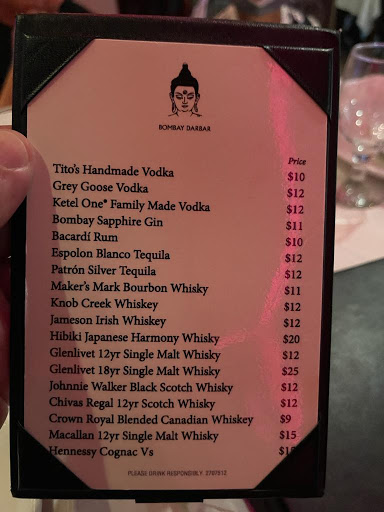 BOMBAY DARBAR
Price
Tito's Handmade Vodka $10
Grey Goose Vodka $12
Ketel One® Family Made Vodka $12
Bombay Sapphire Gin $11
Bacardí Rum $10
Espolon Blanco Tequila $12
Patrón Silver Tequila $12
Maker's Mark Bourbon Whisky $11
Knob Creek Whiskey $12
Jameson Irish Whiskey $12
Hibiki Japanese Harmony Whisky $20
Glenlivet 12yr Single Malt Whisky $12
Glenlivet 18yr Single Malt Whisky $25
Johnnie Walker Black Scotch Whisky $12
Chivas Regal 12yr Scotch Whisky $12
Crown Royal Blended Canadian Whiskey $9
Macallan 12yr Single Malt Whisky $15
Hennessy Cognac Vs
PLEASE DRINK RESPONSIBLY 3797512